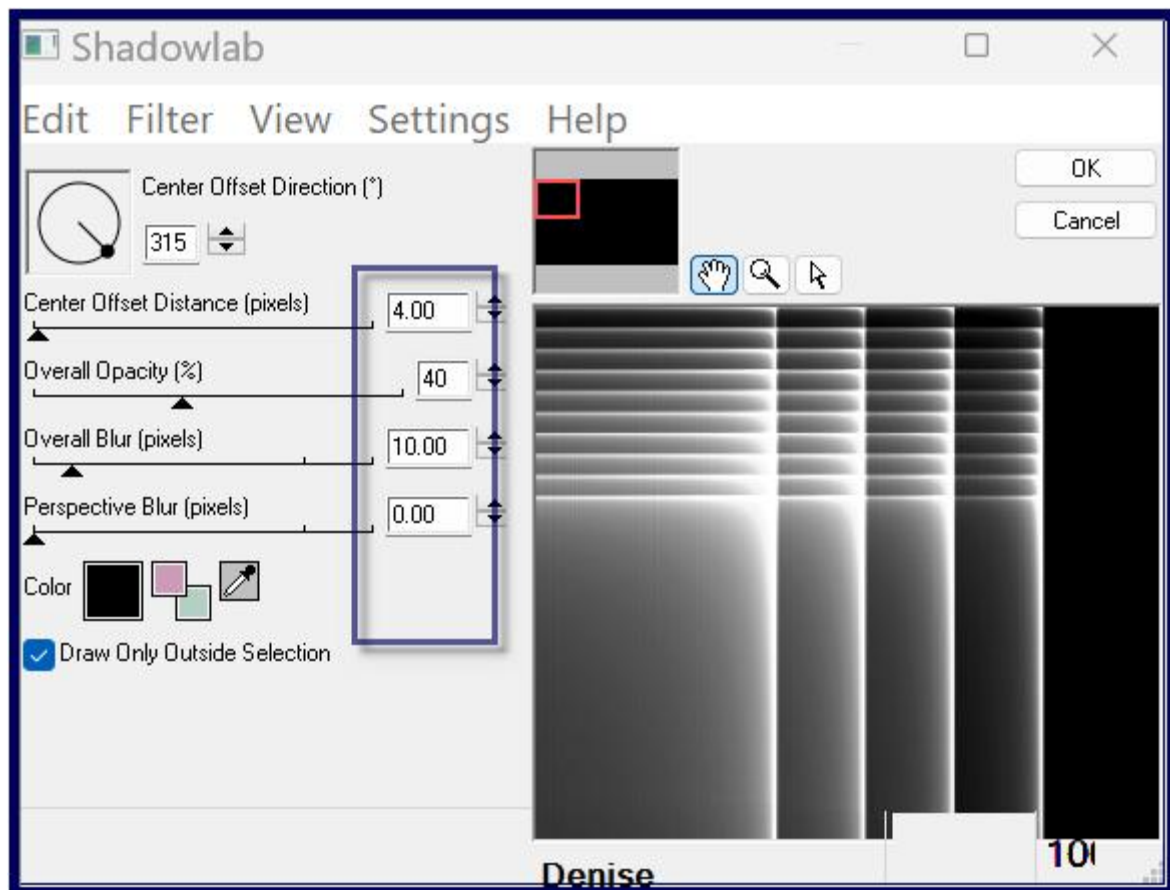 Shadowlab
Edit Filter View Settings Help
Center Offset Direction (°)
315
Center Offset Distance (pixels)
4.00
Overall Opacity (%)
40
Overall Blur (pixels)
10.00
Perspective Blur (pixels)
0.00
Color
Draw Only Outside Selection
OK
Cancel
Denise